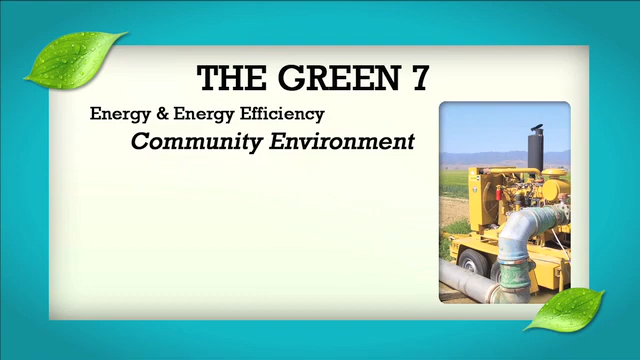 THE GREEN 7
Energy & Energy Efficiency
Community Environment